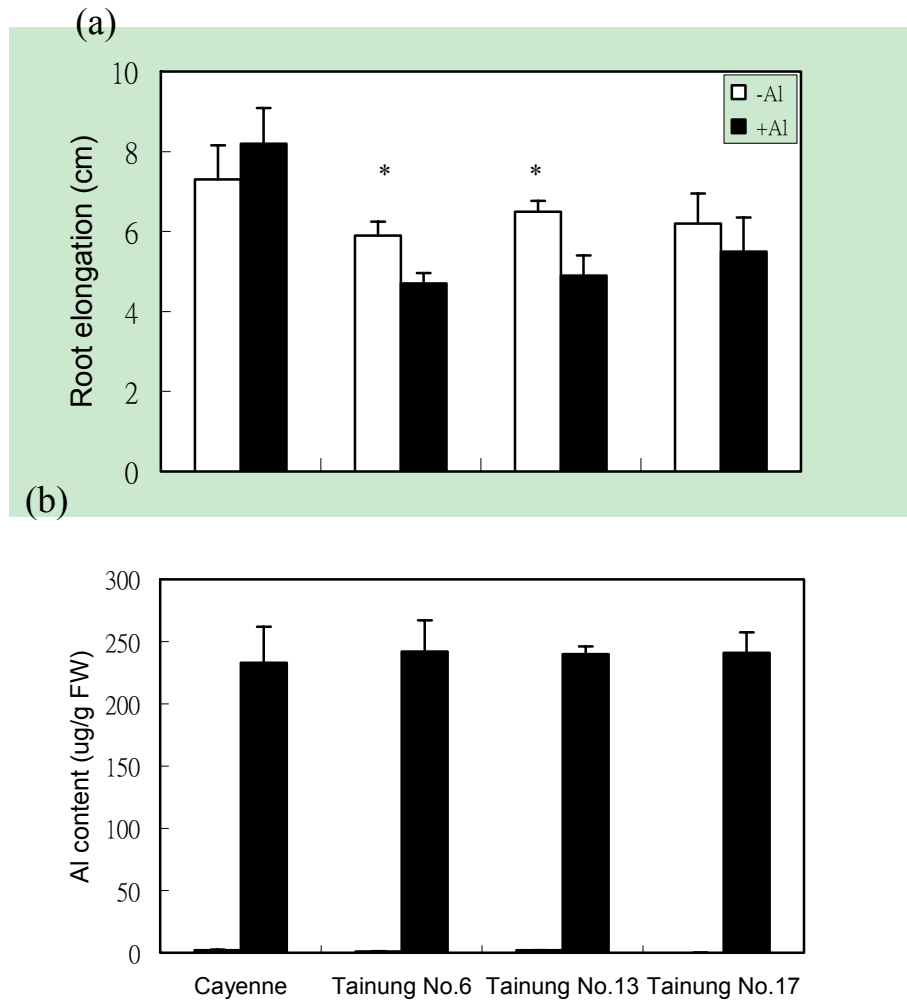 (a)
Root elongation (cm)
10
8
6
4
2
0
-Al
+Al
*
*
(b)
Al content (ug/g FW)
300
250
200
150
100
50
0
Cayenne
Tainung No.6
Tainung No.13
Tainung No.17